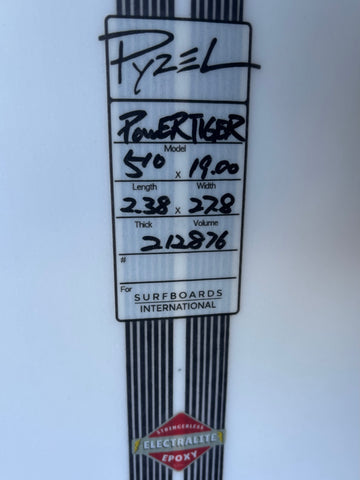 PYZEL
POWERTIGER
Model
5'10 x 19.00
Length Width
2.38 x 27.8
Thick Volume
212876
#
For SURFBOARDS
INTERNATIONAL
STRINGERLESS
ELECTRALITE
EPOXY